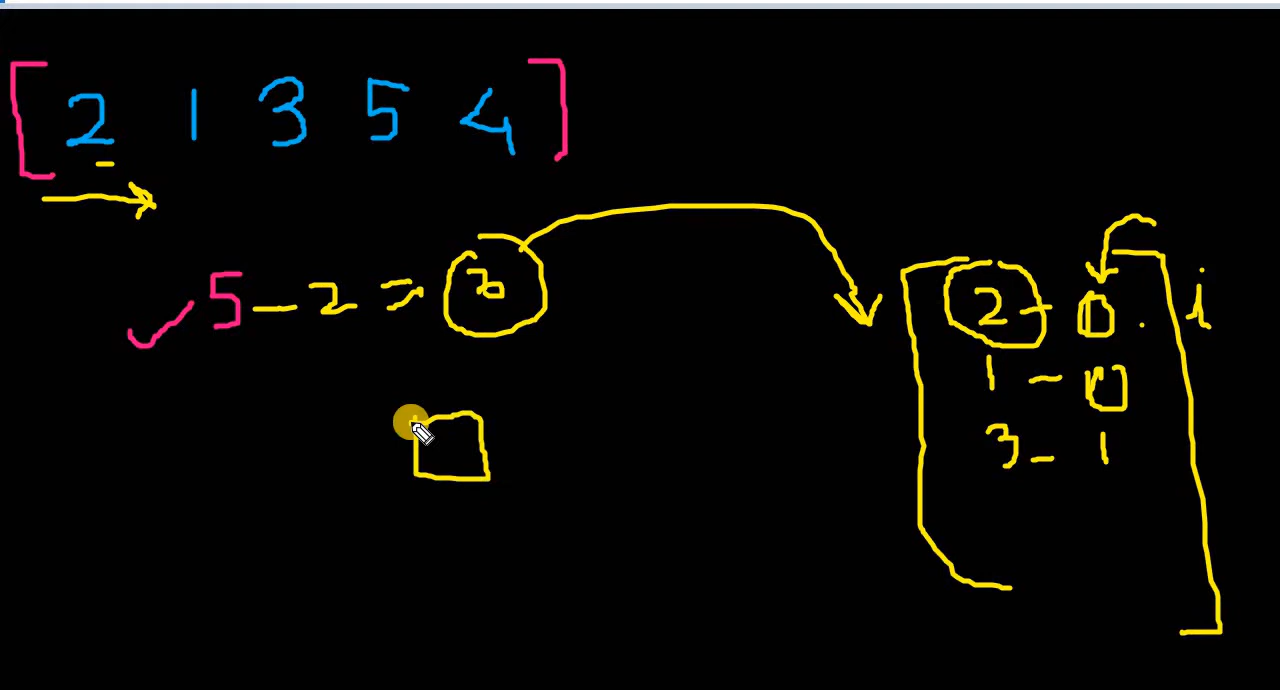 [ 2 1 3 5 4 ]
5 - 2 = 3
2 - 0 . i
1 - 0
3 - 1